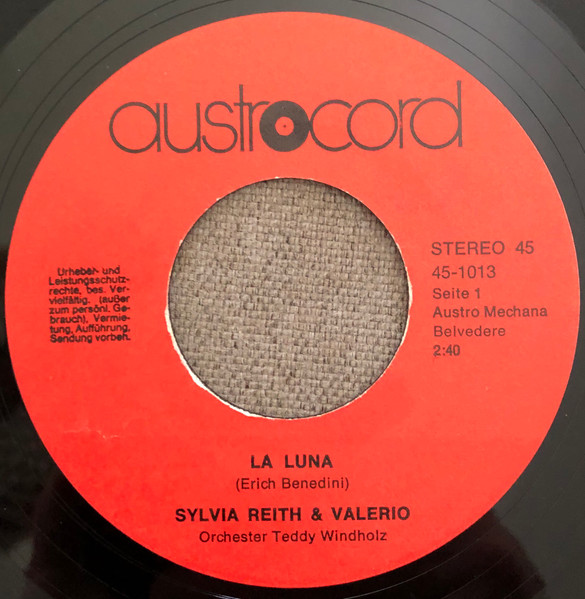 austrocord
Urheber- und
Leistungsschutz-
rechte, bes. Ver-
vielfältig. (außer
zum persönl. Ge-
brauch), Vermie-
tung, Aufführung,
Sendung vorbeh.
STEREO 45
45-1013
Seite 1
Austro Mechana
Belvedere
2:40
LA LUNA
(Erich Benedini)
SYLVIA REITH & VALERIO
Orchester Teddy Windholz